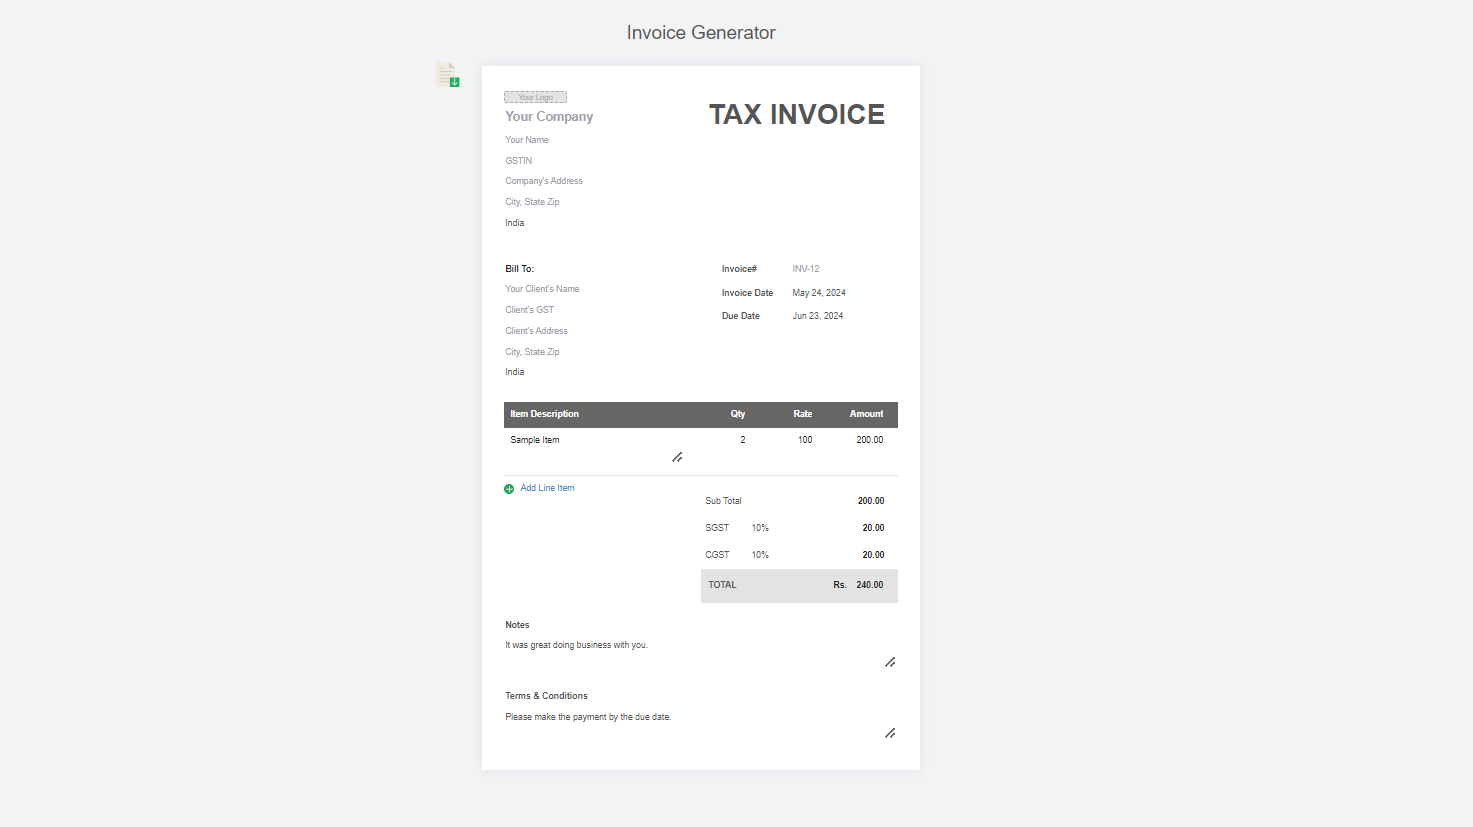 Invoice Generator
Your Logo
Your Company
TAX INVOICE
Your Name
GSTIN
Company's Address
City, State Zip
India
Bill To:
Your Client's Name
Client's GST
Client's Address
City, State Zip
India
Invoice# INV-12
Invoice Date May 24, 2024
Due Date Jun 23, 2024
Item Description Qty Rate Amount
Sample Item 2 100 200.00
Add Line Item
Sub Total 200.00
SGST 10% 20.00
CGST 10% 20.00
TOTAL Rs. 240.00
Notes
It was great doing business with you.
Terms & Conditions
Please make the payment by the due date.